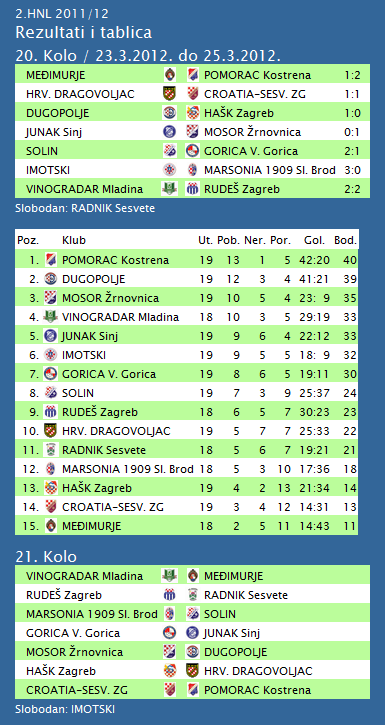 2.HNL 2011/12
Rezultati i tablica
20. Kolo / 23.3.2012. do 25.3.2012.
MEĐIMURJE POMORAC Kostrena 1:2
HRV. DRAGOVOLJAC CROATIA-SESV. ZG 1:1
DUGOPOLJE HAŠK Zagreb 1:0
JUNAK Sinj MOSOR Žrnovnica 0:1
SOLIN GORICA V. Gorica 2:1
IMOTSKI MARSONIA 1909 Sl. Brod 3:0
VINOGRADAR Mladina RUDEŠ Zagreb 2:2
Slobodan: RADNIK Sesvete
Poz. Klub Ut. Pob. Ner. Por. Gol. Bod.
1. POMORAC Kostrena 19 13 1 5 42:20 40
2. DUGOPOLJE 19 12 3 4 41:21 39
3. MOSOR Žrnovnica 19 10 5 4 23: 9 35
4. VINOGRADAR Mladina 18 10 3 5 29:19 33
5. JUNAK Sinj 19 9 6 4 22:12 33
6. IMOTSKI 19 9 5 5 18: 9 32
7. GORICA V. Gorica 19 8 6 5 19:11 30
8. SOLIN 19 7 3 9 25:37 24
9. RUDEŠ Zagreb 18 6 5 7 30:23 23
10. HRV. DRAGOVOLJAC 19 5 7 7 25:33 22
11. RADNIK Sesvete 18 5 6 7 19:21 21
12. MARSONIA 1909 Sl. Brod 18 5 3 10 17:36 18
13. HAŠK Zagreb 19 4 2 13 21:34 14
14. CROATIA-SESV. ZG 19 3 4 12 14:31 13
15. MEĐIMURJE 18 2 5 11 14:43 11
21. Kolo
VINOGRADAR Mladina MEĐIMURJE
RUDEŠ Zagreb RADNIK Sesvete
MARSONIA 1909 Sl. Brod SOLIN
GORICA V. Gorica JUNAK Sinj
MOSOR Žrnovnica DUGOPOLJE
HAŠK Zagreb HRV. DRAGOVOLJAC
CROATIA-SESV. ZG POMORAC Kostrena
Slobodan: IMOTSKI